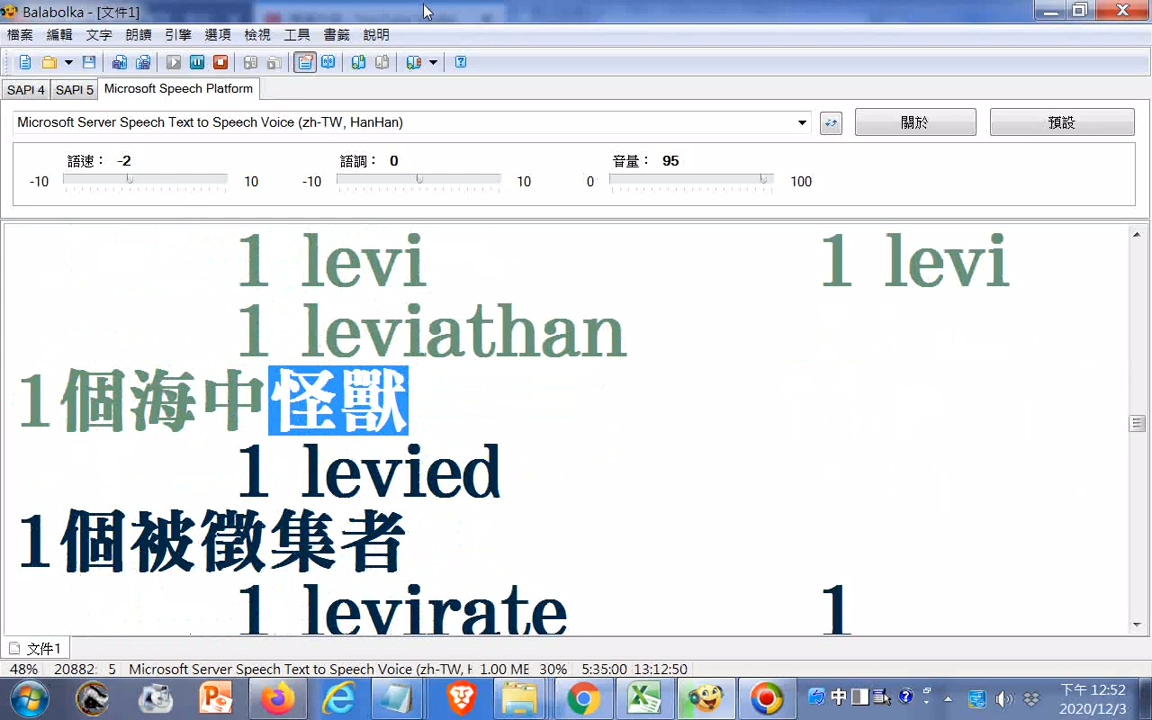 Balabolka - [文件1]
檔案 編輯 文字 朗讀 引擎 選項 檢視 工具 書籤 說明
SAPI 4 SAPI 5 Microsoft Speech Platform
Microsoft Server Speech Text to Speech Voice (zh-TW, HanHan) 關於 預設
語速： -2 語調： 0 音量： 95
-10 10 -10 10 0 100
1 levi 1 levi
1 leviathan
1個海中怪獸
1 levied
1個被徵集者
1 levirate 1
文件1
48% 20882: 5 Microsoft Server Speech Text to Speech Voice (zh-TW, 1.00 ME 30% 5:35:00 13:12:50
中 下午 12:52
2020/12/3